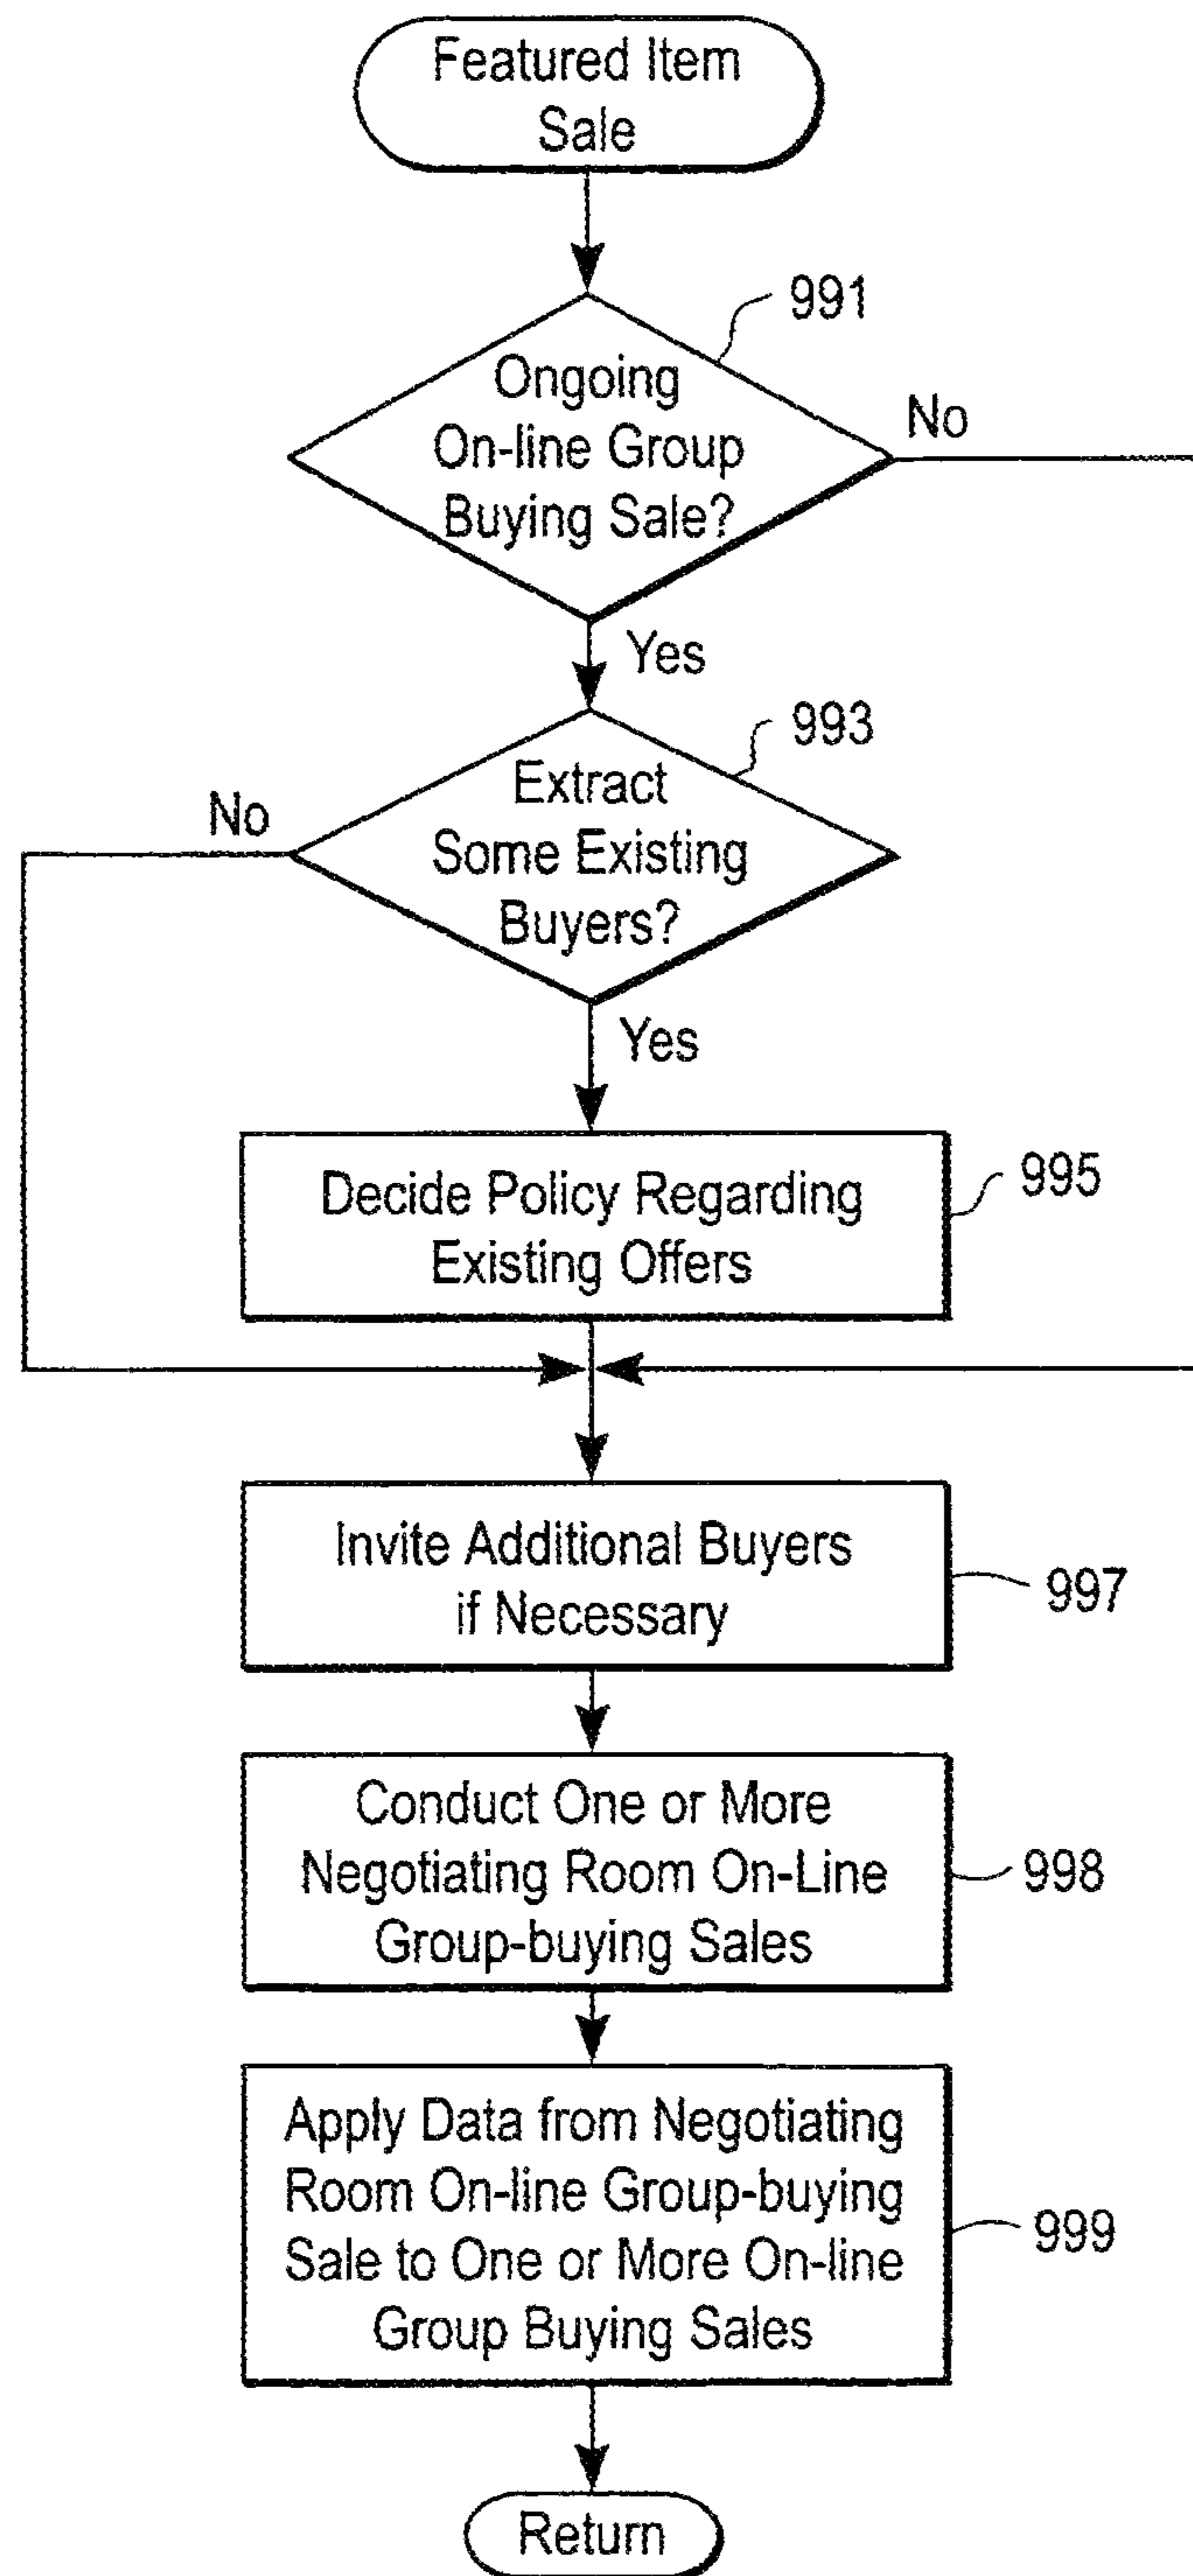 Featured Item
Sale
991
Ongoing
On-line Group
Buying Sale?
No
Yes
993
Extract
Some Existing
Buyers?
No
Yes
Decide Policy Regarding
Existing Offers
995
Invite Additional Buyers
if Necessary
997
Conduct One or More
Negotiating Room On-Line
Group-buying Sales
998
Apply Data from Negotiating
Room On-line Group-buying
Sale to One or More On-line
Group Buying Sales
999
Return